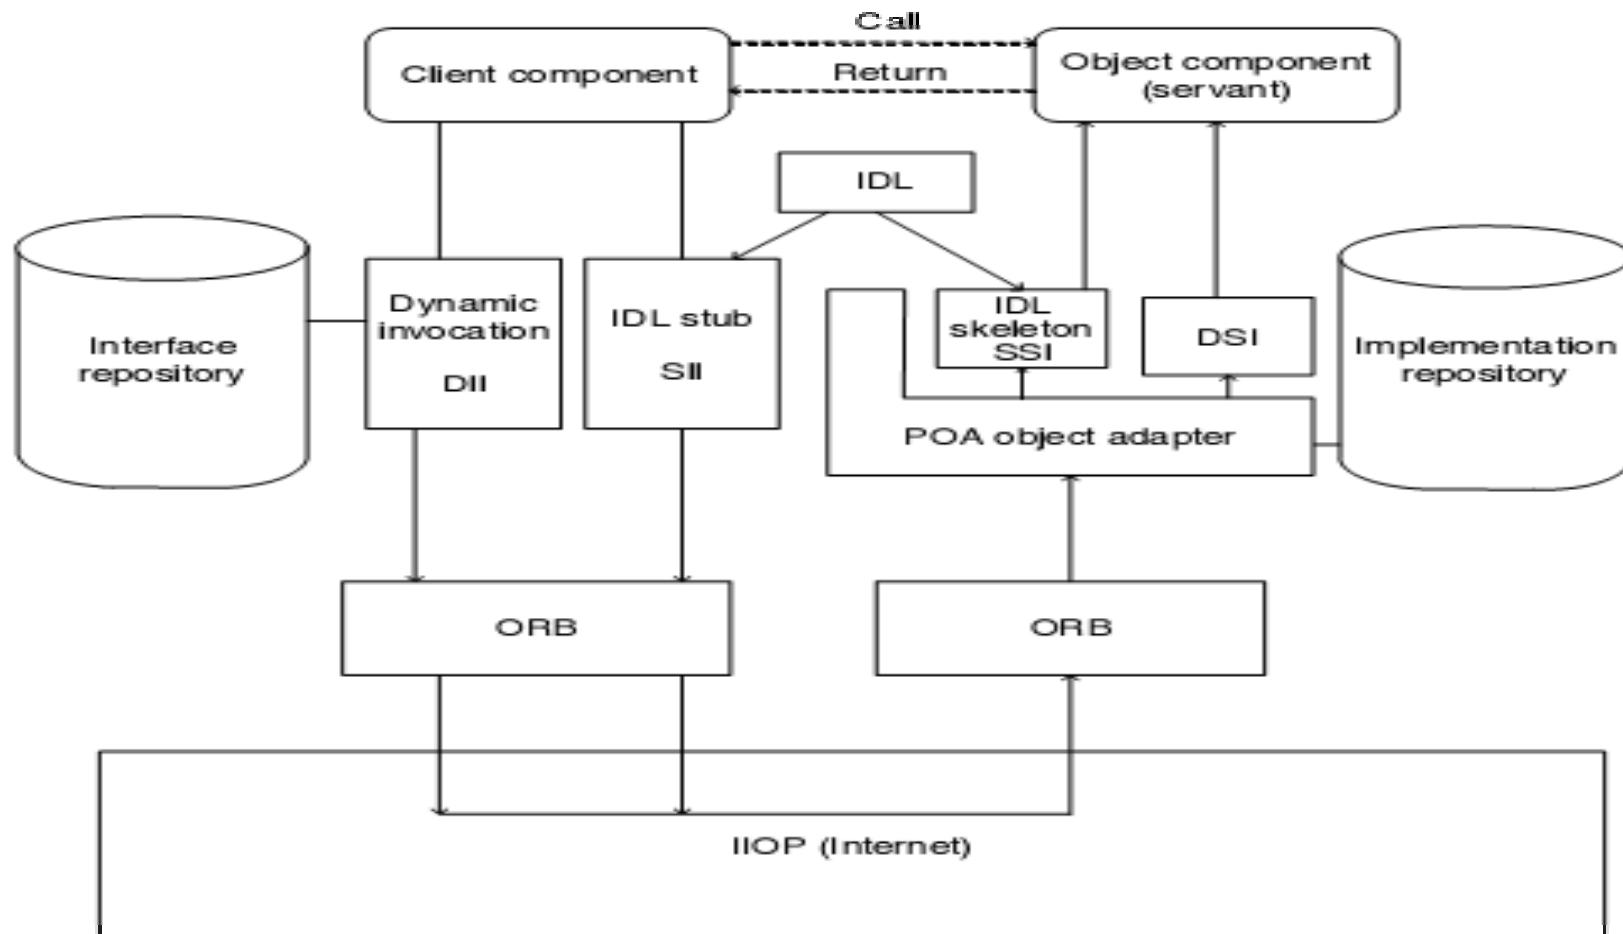 Call
Client component
Return
Object component
(servant)
IDL
Interface
repository
Dynamic
invocation
DII
IDL stub
SII
IDL
skeleton
SSI
DSI
Implementation
repository
POA object adapter
ORB
ORB
IIOP (Internet)